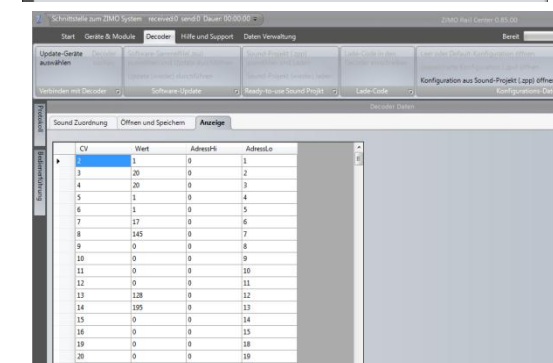 Schnittstelle zum ZIMO System received:0 send:0 Dauer: 00:00:00
ZIMO Rail Center 0.85.00
Start Geräte & Module Decoder Hilfe und Support Daten Verwaltung
Bereit
Update-Geräte auswählen
Konfiguration aus Sound-Projekt (.zpp) öffne
Verbinden mit Decoder
Software-Update
Ready-to-use Sound Projkt
Lade-Code
Konfigurations-Dat
Decoder Daten
Protokoll
Bedienerführung
Sound Zuordnung Öffnen und Speichern Anzeige
CV Wert AdressHi AdressLo
2 1 0 1
3 20 0 2
4 20 0 3
5 1 0 4
6 1 0 5
7 17 0 6
8 145 0 7
9 0 0 8
10 0 0 9
11 0 0 10
12 0 0 11
13 128 0 12
14 195 0 13
15 0 0 14
16 0 0 15
19 0 0 18
20 0 0 19